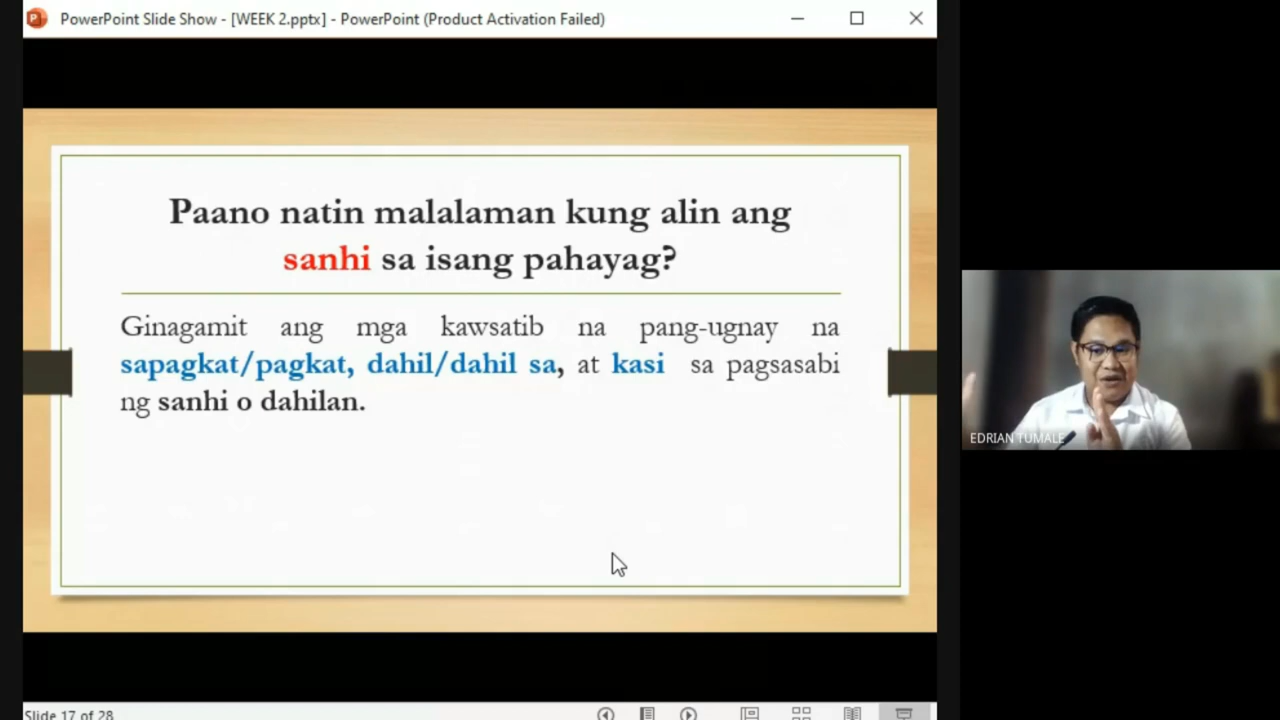 PowerPoint Slide Show - [WEEK 2.pptx] - PowerPoint (Product Activation Failed)
Paano natin malalaman kung alin ang
sanhi sa isang pahayag?
Ginagamit ang mga kawsatib na pang-ugnay na
sapagkat/pagkat, dahil/dahil sa, at kasi sa pagsasabi
ng sanhi o dahilan.
EDRIAN TUMALE
Slide 17 of 28